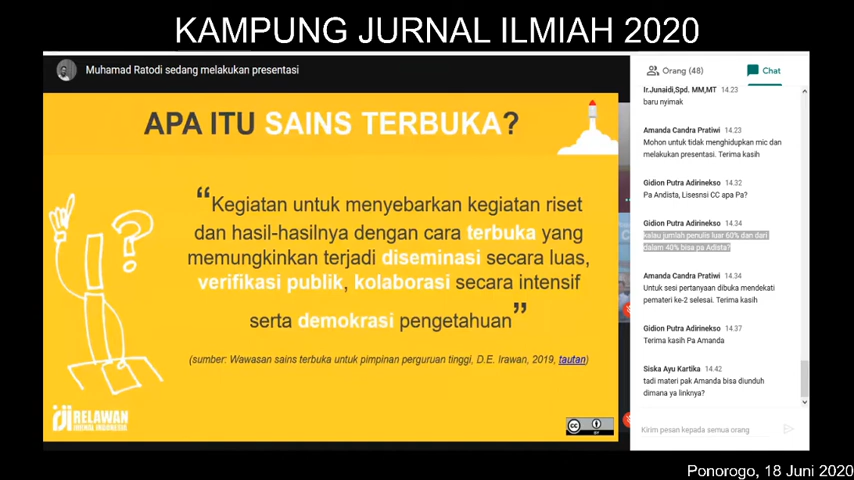 KAMPUNG JURNAL ILMIAH 2020
Muhamad Ratodi sedang melakukan presentasi
APA ITU SAINS TERBUKA?
“Kegiatan untuk menyebarkan kegiatan riset
dan hasil-hasilnya dengan cara terbuka yang
memungkinkan terjadi diseminasi secara luas,
verifikasi publik, kolaborasi secara intensif
serta demokrasi pengetahuan”
(sumber: Wawasan sains terbuka untuk pimpinan perguruan tinggi, D.E. Irawan, 2019, tautan)
RELAWAN
JURNAL INDONESIA
cc
BY
Orang (48)
Chat
Ir.Junaidi,Spd. MM,MT 14.23
baru nyimak
Amanda Candra Pratiwi 14.23
Mohon untuk tidak menghidupkan mic dan
melakukan presentasi. Terima kasih
Gidion Putra Adirinekso 14.32
Pa Andista, Lisesnsi CC apa Pa?
Gidion Putra Adirinekso 14.34
kalau jumlah penulis luar 60% dan dari
dalam 40% bisa pa Adista?
Amanda Candra Pratiwi 14.34
Untuk sesi pertanyaan dibuka mendekati
pemateri ke-2 selesai. Terima kasih
Gidion Putra Adirinekso 14.37
Terima kasih Pa Amanda
Siska Ayu Kartika 14.42
tadi materi pak Amanda bisa diunduh
dimana ya linknya?
Kirim pesan kepada semua orang
Ponorogo, 18 Juni 2020